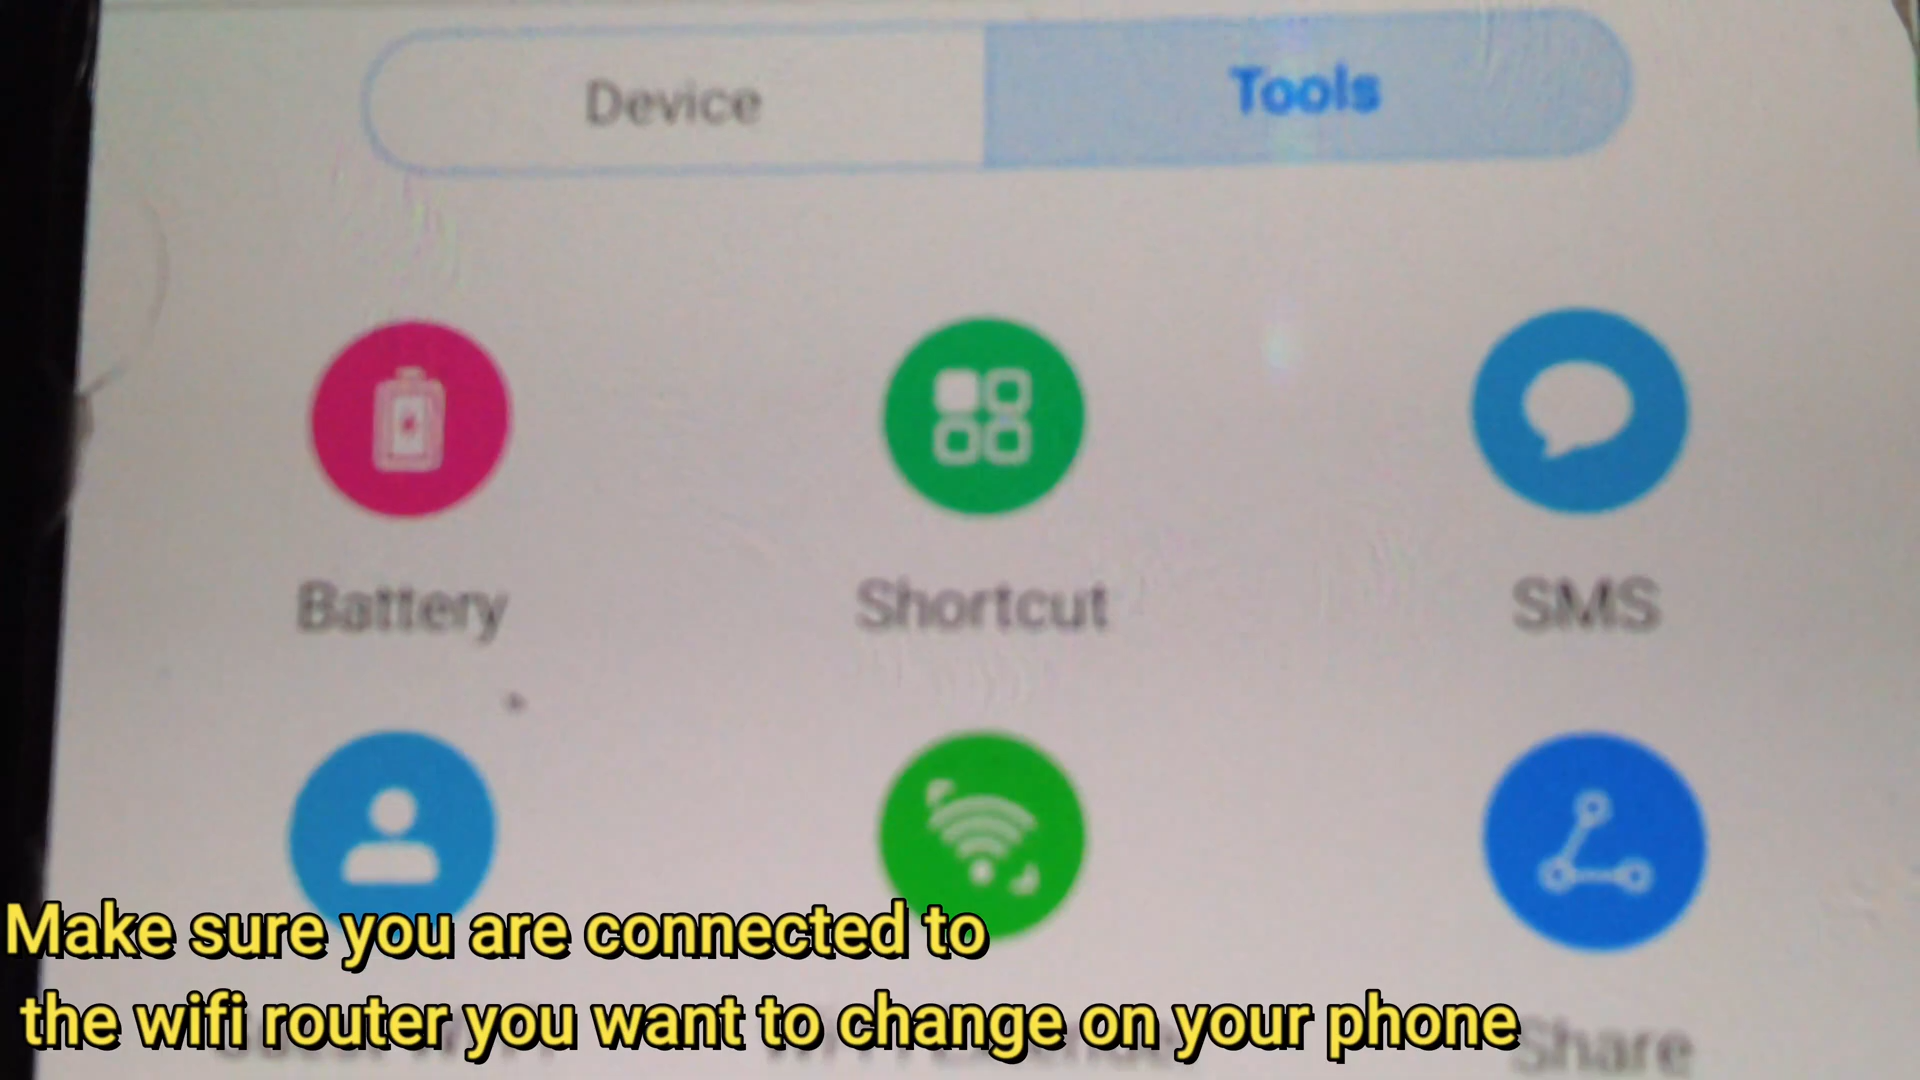 Device
Tools
Battery
Shortcut
SMS
Make sure you are connected to
the wifi router you want to change on your phone
Share